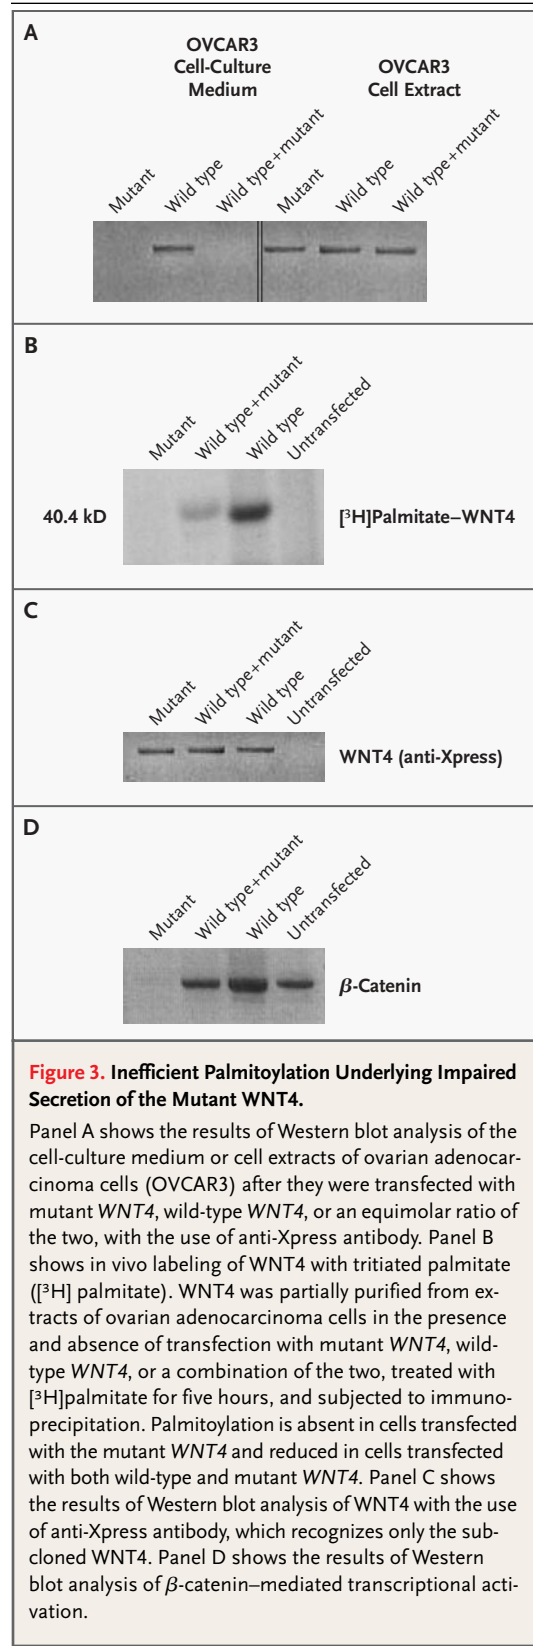 A
OVCAR3
Cell-Culture
Medium
OVCAR3
Cell Extract
Mutant
Wild type
Wild type+mutant
Mutant
Wild type
Wild type+mutant
B
Mutant
Wild type+mutant
Wild type
Untransfected
40.4 kD
[³H]Palmitate–WNT4
C
Mutant
Wild type+mutant
Wild type
Untransfected
WNT4 (anti-Xpress)
D
Mutant
Wild type+mutant
Wild type
Untransfected
β-Catenin
Figure 3. Inefficient Palmitoylation Underlying Impaired
Secretion of the Mutant WNT4.
Panel A shows the results of Western blot analysis of the
cell-culture medium or cell extracts of ovarian adenocar-
cinoma cells (OVCAR3) after they were transfected with
mutant WNT4, wild-type WNT4, or an equimolar ratio of
the two, with the use of anti-Xpress antibody. Panel B
shows in vivo labeling of WNT4 with tritiated palmitate
([³H] palmitate). WNT4 was partially purified from ex-
tracts of ovarian adenocarcinoma cells in the presence
and absence of transfection with mutant WNT4, wild-
type WNT4, or a combination of the two, treated with
[³H]palmitate for five hours, and subjected to immuno-
precipitation. Palmitoylation is absent in cells transfected
with the mutant WNT4 and reduced in cells transfected
with both wild-type and mutant WNT4. Panel C shows
the results of Western blot analysis of WNT4 with the use
of anti-Xpress antibody, which recognizes only the sub-
cloned WNT4. Panel D shows the results of Western
blot analysis of β-catenin–mediated transcriptional acti-
vation.